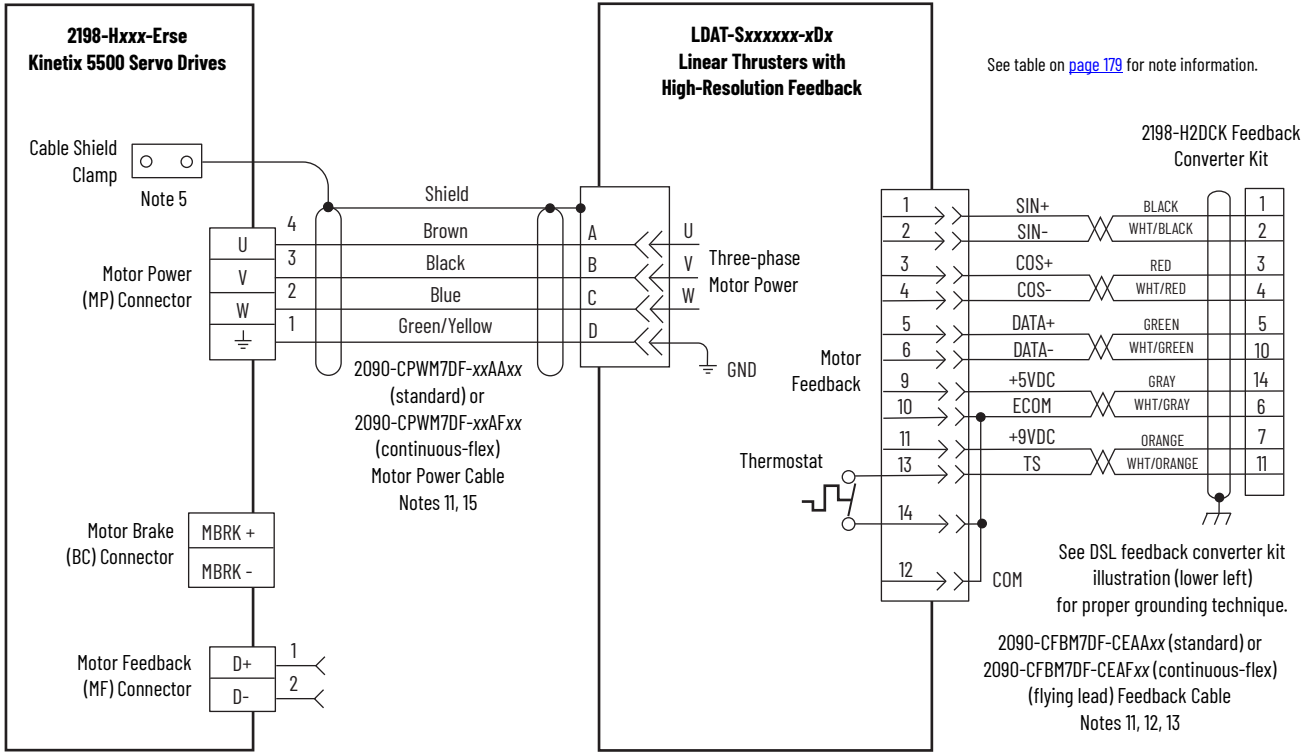 2198-Hxxx-Erse
Kinetix 5500 Servo Drives
LDAT-Sxxxxxx-xDx
Linear Thrusters with
High-Resolution Feedback
See table on page 179 for note information.
Cable Shield
Clamp
Note 5
Motor Power
(MP) Connector
U
V
W
4
3
2
1
Shield
Brown
Black
Blue
Green/Yellow
A
B
C
D
U
V
W
Three-phase
Motor Power
GND
2090-CPWM7DF-xxAAxx
(standard) or
2090-CPWM7DF-xxAFxx
(continuous-flex)
Motor Power Cable
Notes 11, 15
Motor Brake
(BC) Connector
MBRK +
MBRK -
Motor Feedback
(MF) Connector
D+
D-
1
2
2198-H2DCK Feedback
Converter Kit
Motor
Feedback
Thermostat
1 SIN+ BLACK 1
2 SIN- WHT/BLACK 2
3 COS+ RED 3
4 COS- WHT/RED 4
5 DATA+ GREEN 5
6 DATA- WHT/GREEN 10
9 +5VDC GRAY 14
10 ECOM WHT/GRAY 6
11 +9VDC ORANGE 7
13 TS WHT/ORANGE 11
14
12 COM
See DSL feedback converter kit
illustration (lower left)
for proper grounding technique.
2090-CFBM7DF-CEAAxx (standard) or
2090-CFBM7DF-CEAFxx (continuous-flex)
(flying lead) Feedback Cable
Notes 11, 12, 13